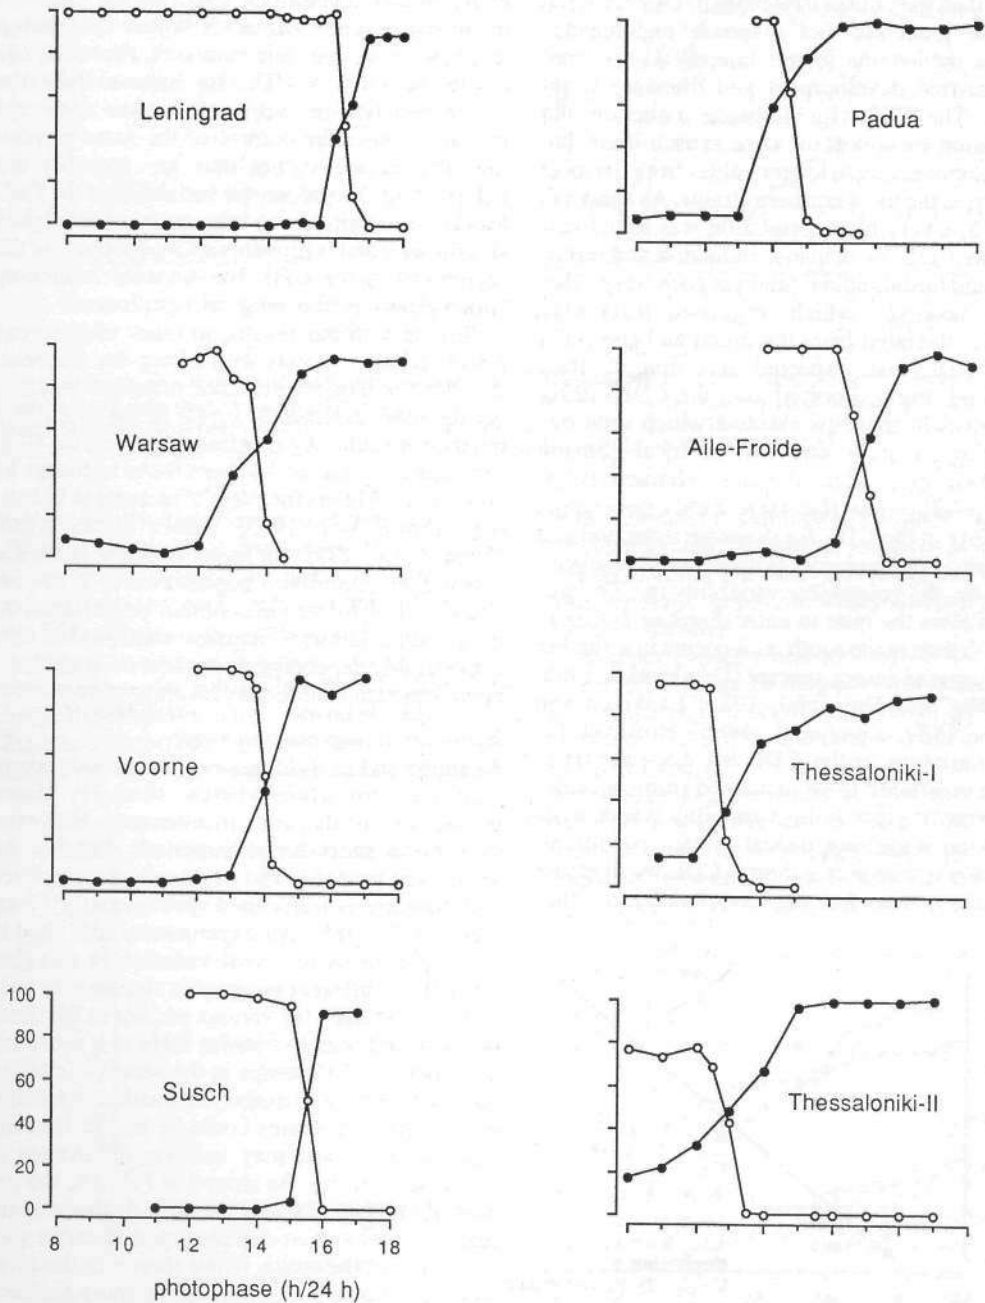 Leningrad
Padua
Warsaw
Aile-Froide
Voorne
Thessaloniki-I
100
80
60
40
20
0
Susch
Thessaloniki-II
8 10 12 14 16 18
photophase (h/24 h)